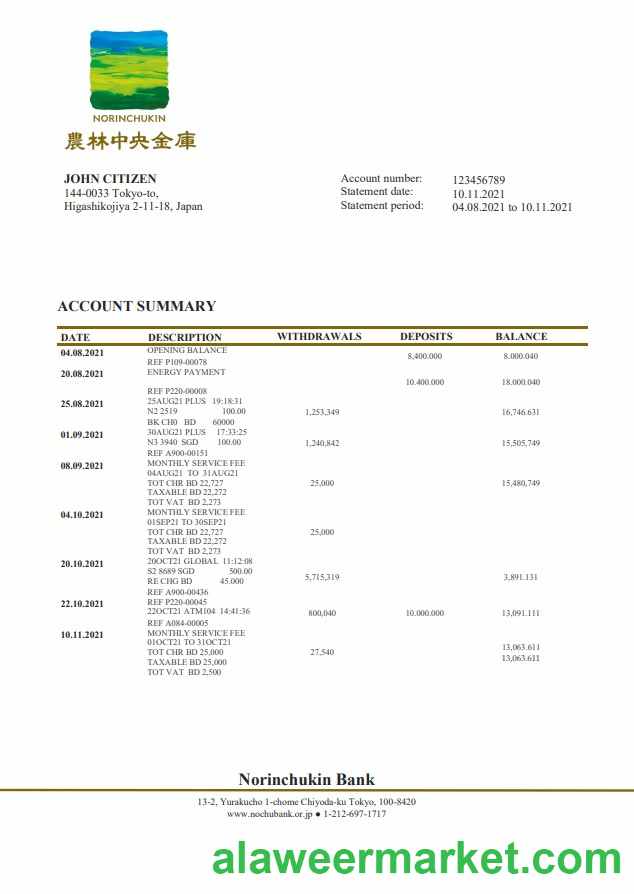 NORINCHUKIN
農林中央金庫
JOHN CITIZEN
144-0033 Tokyo-to,
Higashikojiya 2-11-18, Japan
Account number: 123456789
Statement date: 10.11.2021
Statement period: 04.08.2021 to 10.11.2021
ACCOUNT SUMMARY
DATE DESCRIPTION WITHDRAWALS DEPOSITS BALANCE
04.08.2021 OPENING BALANCE 8,400.000 8.000.040
REF P109-00078
20.08.2021 ENERGY PAYMENT
10.400.000 18.000.040
REF P220-00008
25.08.2021 25AUG21 PLUS 19:18:31
N2 2519 100.00 1,253,349 16,746.631
BK CH0 BD 60000
01.09.2021 30AUG21 PLUS 17:33:25
N3 3940 SGD 100.00 1,240,842 15,505,749
REF A900-00151
08.09.2021 MONTHLY SERVICE FEE
04AUG21 TO 31AUG21
TOT CHR BD 22,727 25,000 15,480,749
TAXABLE BD 22,272
TOT VAT BD 2,273
04.10.2021 MONTHLY SERVICE FEE
01SEP21 TO 30SEP21
TOT CHR BD 22,727 25,000
TAXABLE BD 22,272
TOT VAT BD 2,273
20.10.2021 20OCT21 GLOBAL 11:12:08
S2 8689 SGD 500.00
RE CHG BD 45.000 5,715,319 3,891.131
REF A900-00436
22.10.2021 REF P220-00045
22OCT21 ATM104 14:41:36 800,040 10.000.000 13,091.111
REF A084-00005
10.11.2021 MONTHLY SERVICE FEE
01OCT21 TO 31OCT21
TOT CHR BD 25,000 27,540 13,063.611
TAXABLE BD 25,000 13,063.611
TOT VAT BD 2,500
Norinchukin Bank
13-2, Yurakucho 1-chome Chiyoda-ku Tokyo, 100-8420
www.nochubank.or.jp ● 1-212-697-1717
alaweermarket.com